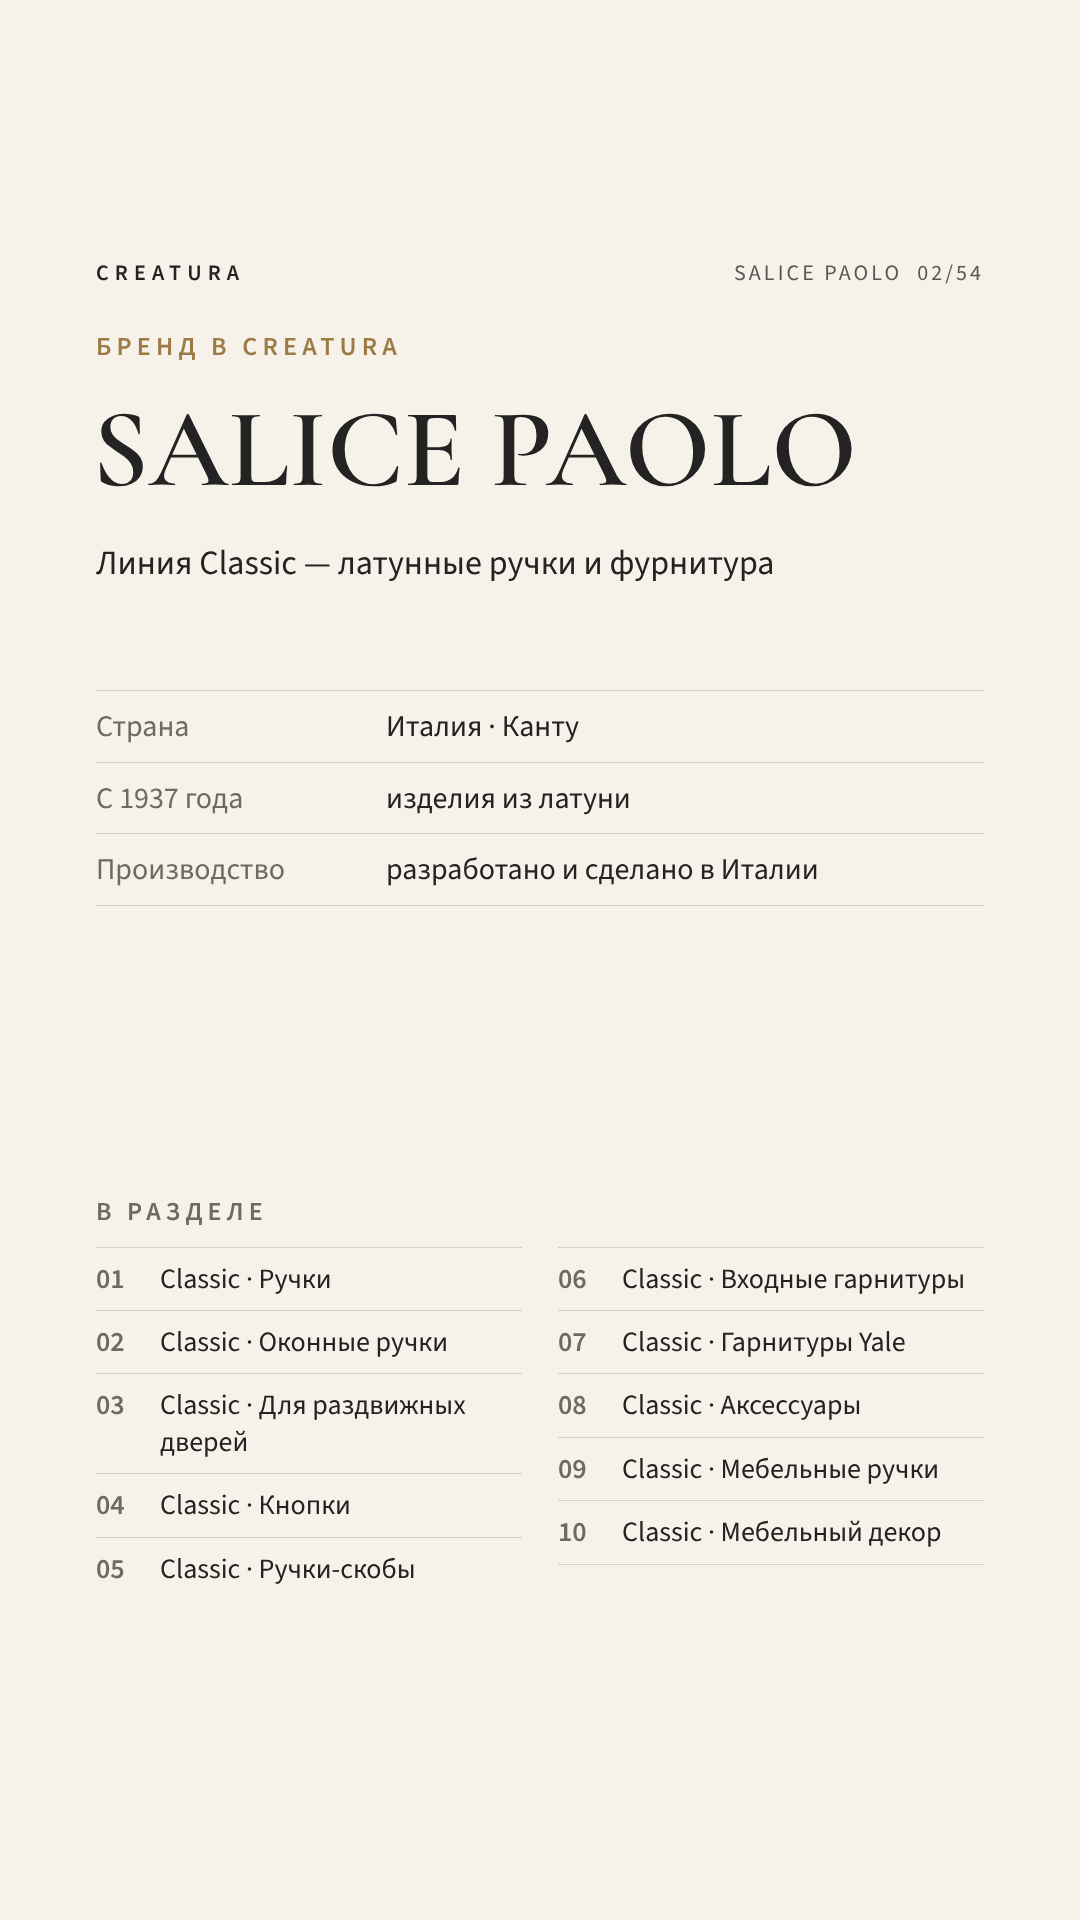 CREATURA
SALICE PAOLO 02/54
БРЕНД В CREATURA
SALICE PAOLO
Линия Classic — латунные ручки и фурнитура
Страна Италия · Канту
С 1937 года изделия из латуни
Производство разработано и сделано в Италии
В РАЗДЕЛЕ
01 Classic · Ручки
02 Classic · Оконные ручки
03 Classic · Для раздвижных
дверей
04 Classic · Кнопки
05 Classic · Ручки-скобы
06 Classic · Входные гарнитуры
07 Classic · Гарнитуры Yale
08 Classic · Аксессуары
09 Classic · Мебельные ручки
10 Classic · Мебельный декор